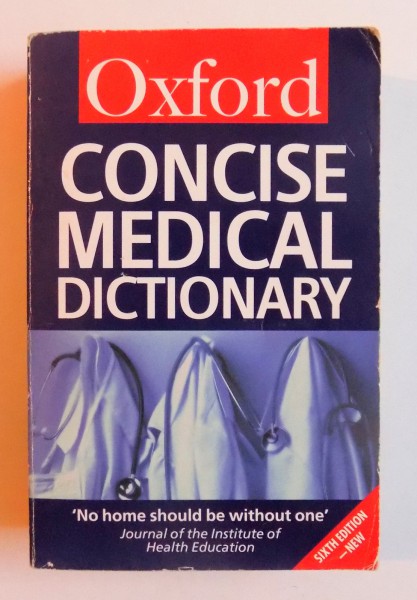 Oxford
CONCISE
MEDICAL
DICTIONARY
'No home should be without one'
Journal of the Institute of
Health Education
SIXTH EDITION
—NEW